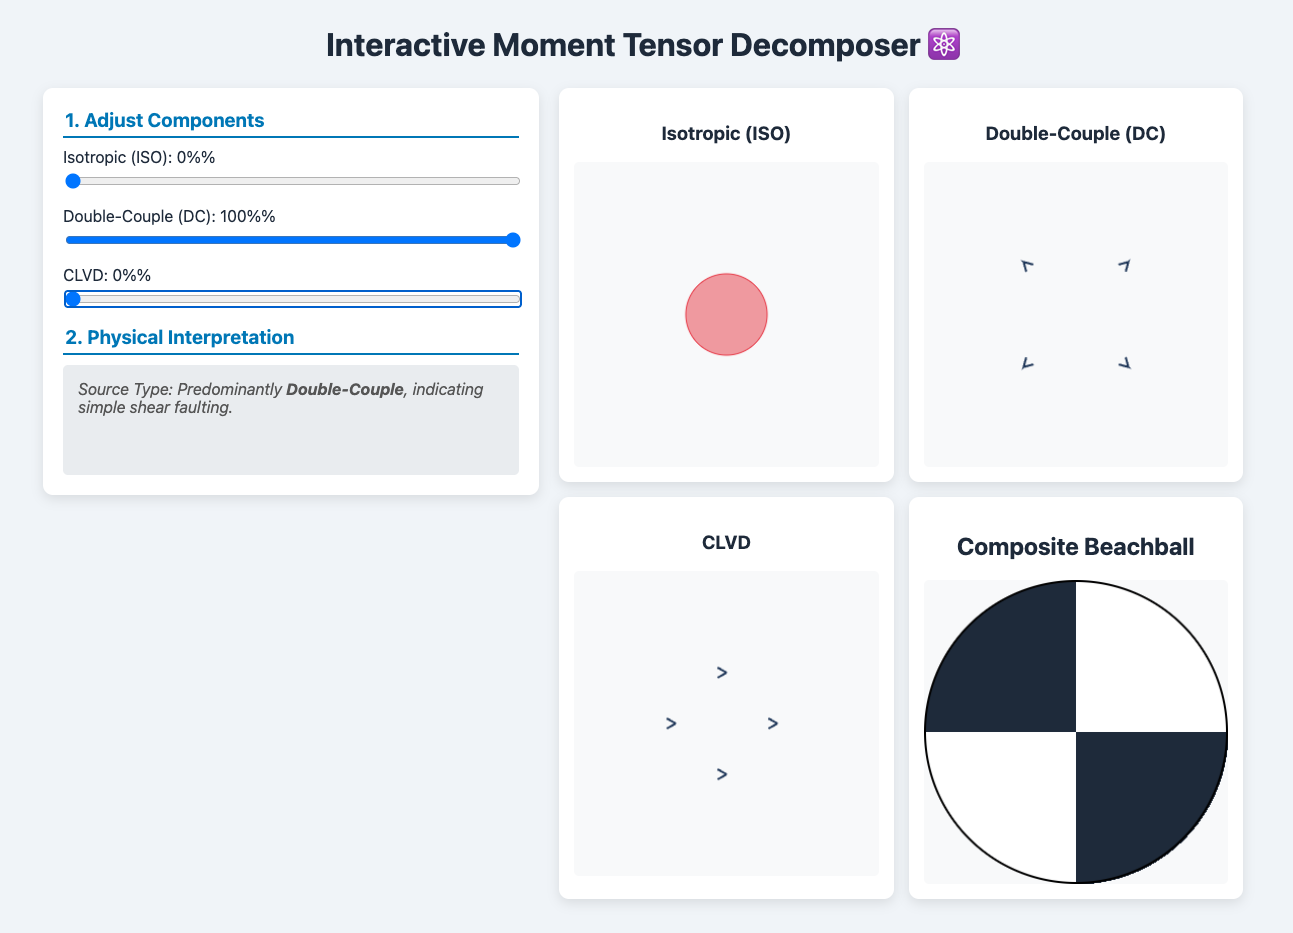 Interactive Moment Tensor Decomposer ⚛️
1. Adjust Components
Isotropic (ISO): 0%%
Double-Couple (DC): 100%%
CLVD: 0%%
2. Physical Interpretation
Source Type: Predominantly Double-Couple, indicating
simple shear faulting.
Isotropic (ISO)
Double-Couple (DC)
CLVD
Composite Beachball